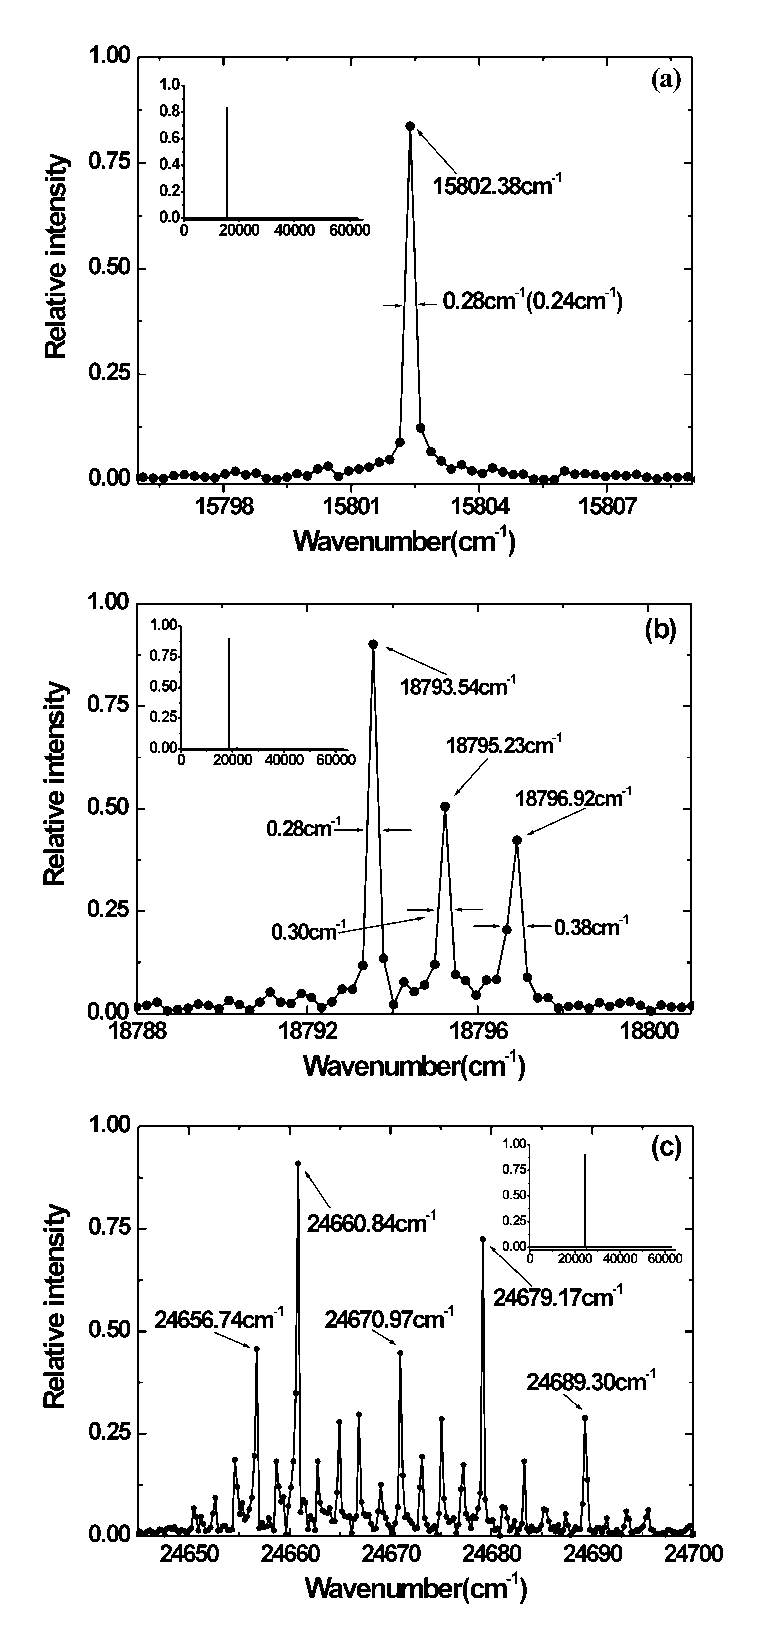 1.00
(a)
1.0
0.8
0.6
0.4
0.2
0.0
0 20000 40000 60000
0.75
15802.38cm⁻¹
Relative intensity
0.50
0.28cm⁻¹(0.24cm⁻¹)
0.25
0.00
15798 15801 15804 15807
Wavenumber(cm⁻¹)
1.00
(b)
1.00
0.75
0.50
0.25
0.00
0 20000 40000 60000
18793.54cm⁻¹
0.75
18795.23cm⁻¹
Relative intensity
18796.92cm⁻¹
0.50
0.28cm⁻¹
0.25
0.30cm⁻¹
0.38cm⁻¹
0.00
18788 18792 18796 18800
Wavenumber(cm⁻¹)
1.00
(c)
1.00
0.75
0.50
0.25
0.00
0 20000 40000 60000
24660.84cm⁻¹
0.75
24679.17cm⁻¹
Relative intensity
24656.74cm⁻¹
24670.97cm⁻¹
0.50
24689.30cm⁻¹
0.25
0.00
24650 24660 24670 24680 24690 24700
Wavenumber(cm⁻¹)